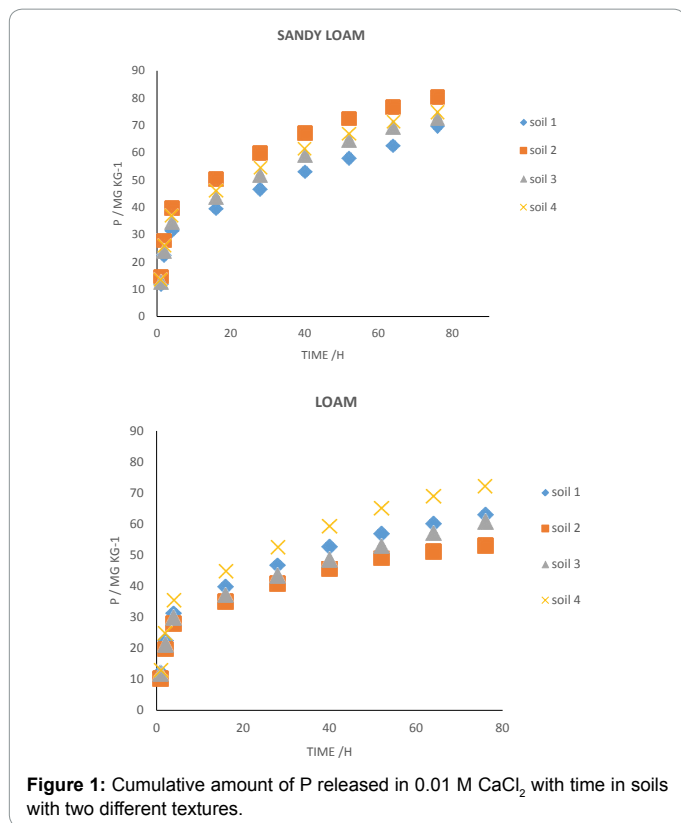 SANDY LOAM
P / MG KG-1
90
80
70
60
50
40
30
20
10
0
0 20 40 60 80
TIME /H
soil 1
soil 2
soil 3
soil 4
LOAM
P / MG KG-1
90
80
70
60
50
40
30
20
10
0
0 20 40 60 80
TIME /H
soil 1
soil 2
soil 3
soil 4
Figure 1: Cumulative amount of P released in 0.01 M CaCl₂ with time in soils
with two different textures.